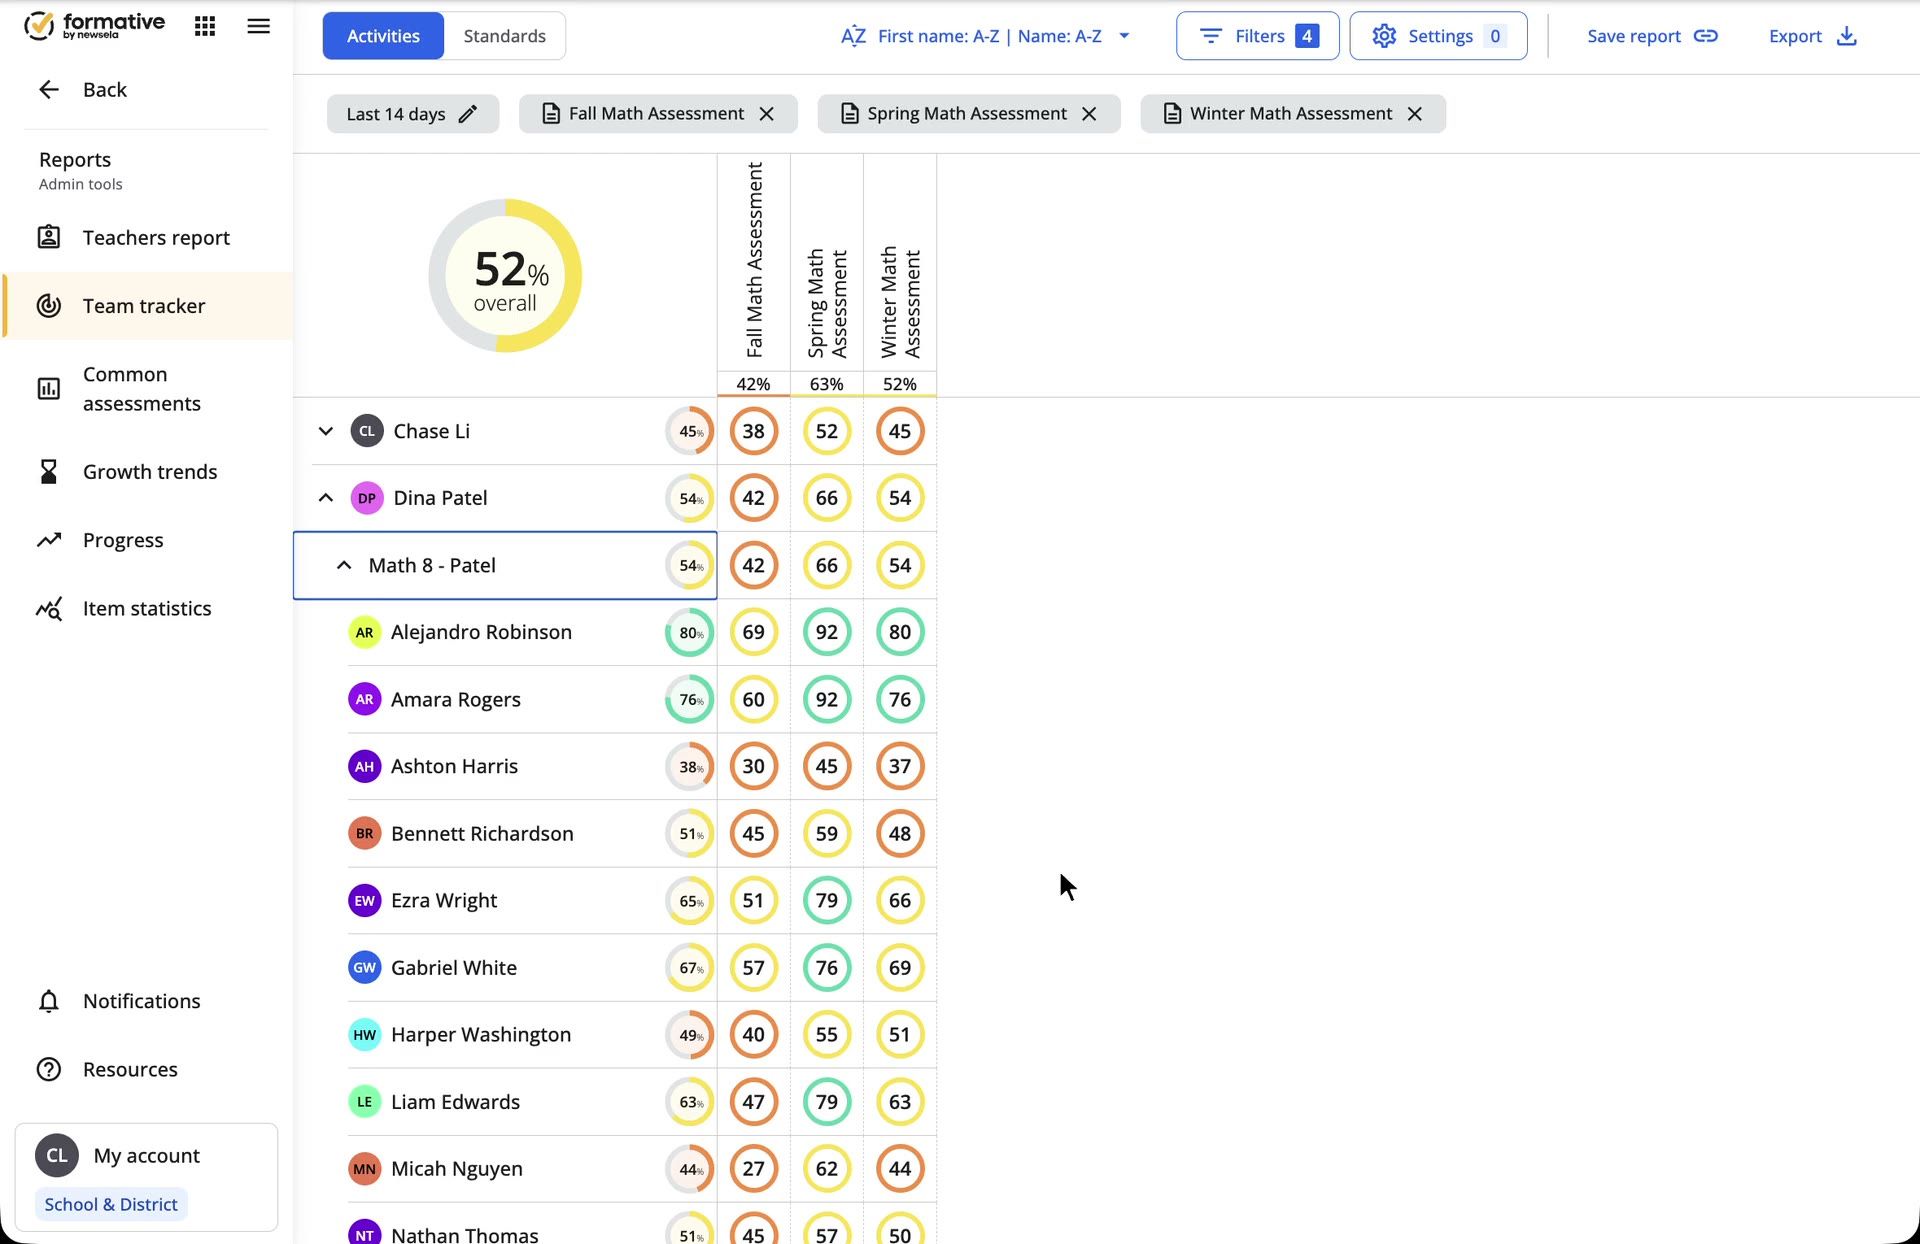 formative
by newsela
Back
Reports
Admin tools
Teachers report
Team tracker
Common
assessments
Growth trends
Progress
Item statistics
Notifications
Resources
CL My account
School & District
Activities Standards
AZ First name: A-Z | Name: A-Z
Filters 4
Settings 0
Save report
Export
Last 14 days
Fall Math Assessment
Spring Math Assessment
Winter Math Assessment
52%
overall
Fall Math Assessment
Spring Math
Assessment
Winter Math
Assessment
42% 63% 52%
CL Chase Li 45% 38 52 45
DP Dina Patel 54% 42 66 54
Math 8 - Patel 54% 42 66 54
AR Alejandro Robinson 80% 69 92 80
AR Amara Rogers 76% 60 92 76
AH Ashton Harris 38% 30 45 37
BR Bennett Richardson 51% 45 59 48
EW Ezra Wright 65% 51 79 66
GW Gabriel White 67% 57 76 69
HW Harper Washington 49% 40 55 51
LE Liam Edwards 63% 47 79 63
MN Micah Nguyen 44% 27 62 44
NT Nathan Thomas 51% 45 57 50